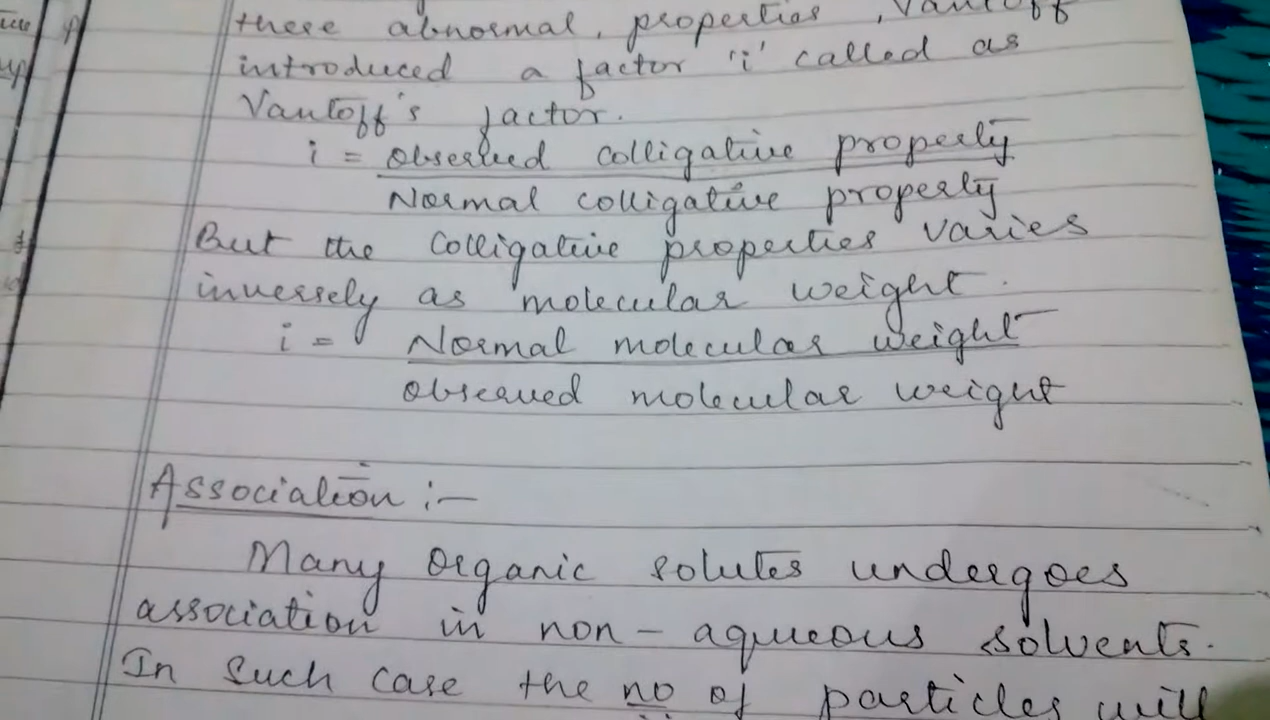 these abnormal, properties, Vantoff
introduced a factor 'i' called as
Vantoff's factor.
i = Observed colligative property
Normal colligative property
But the colligative properties varies
inversely as molecular weight.
i = Normal molecular weight
observed molecular weight
Association :-
Many organic solutes undergoes
association in non-aqueous solvents.
In such case the no of particles will